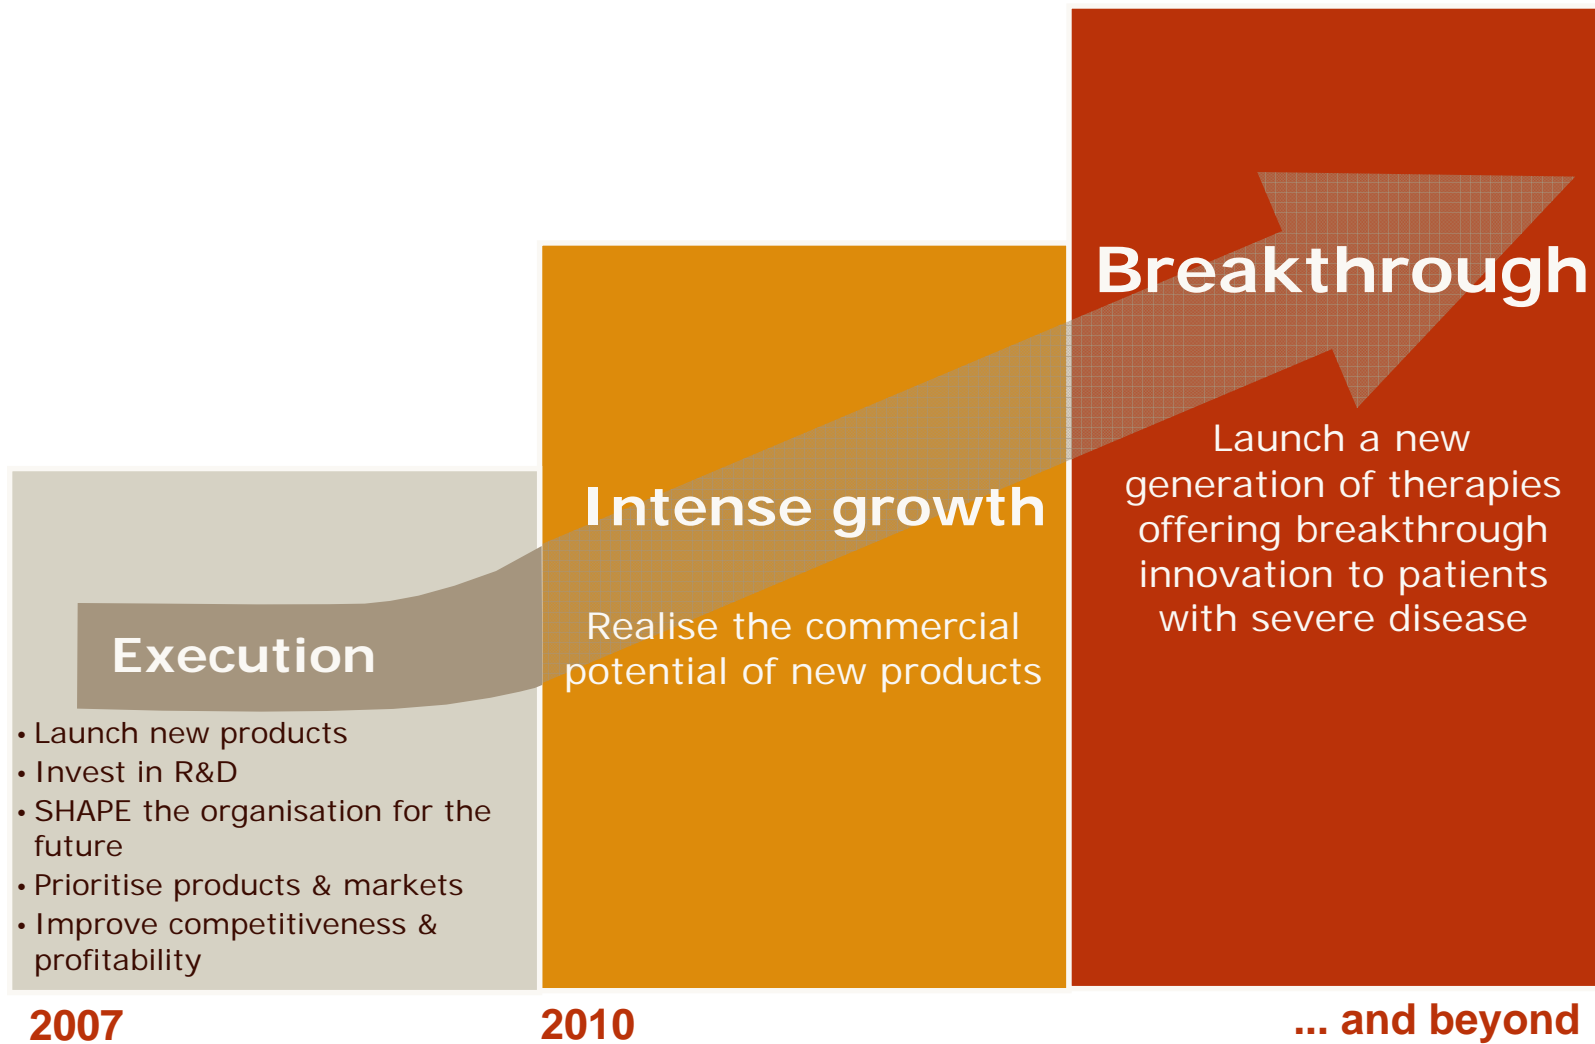 Breakthrough
Launch a new
generation of therapies
offering breakthrough
innovation to patients
with severe disease
Intense growth
Realise the commercial
potential of new products
Execution
• Launch new products
• Invest in R&D
• SHAPE the organisation for the
future
• Prioritise products & markets
• Improve competitiveness &
profitability
2007
2010
... and beyond